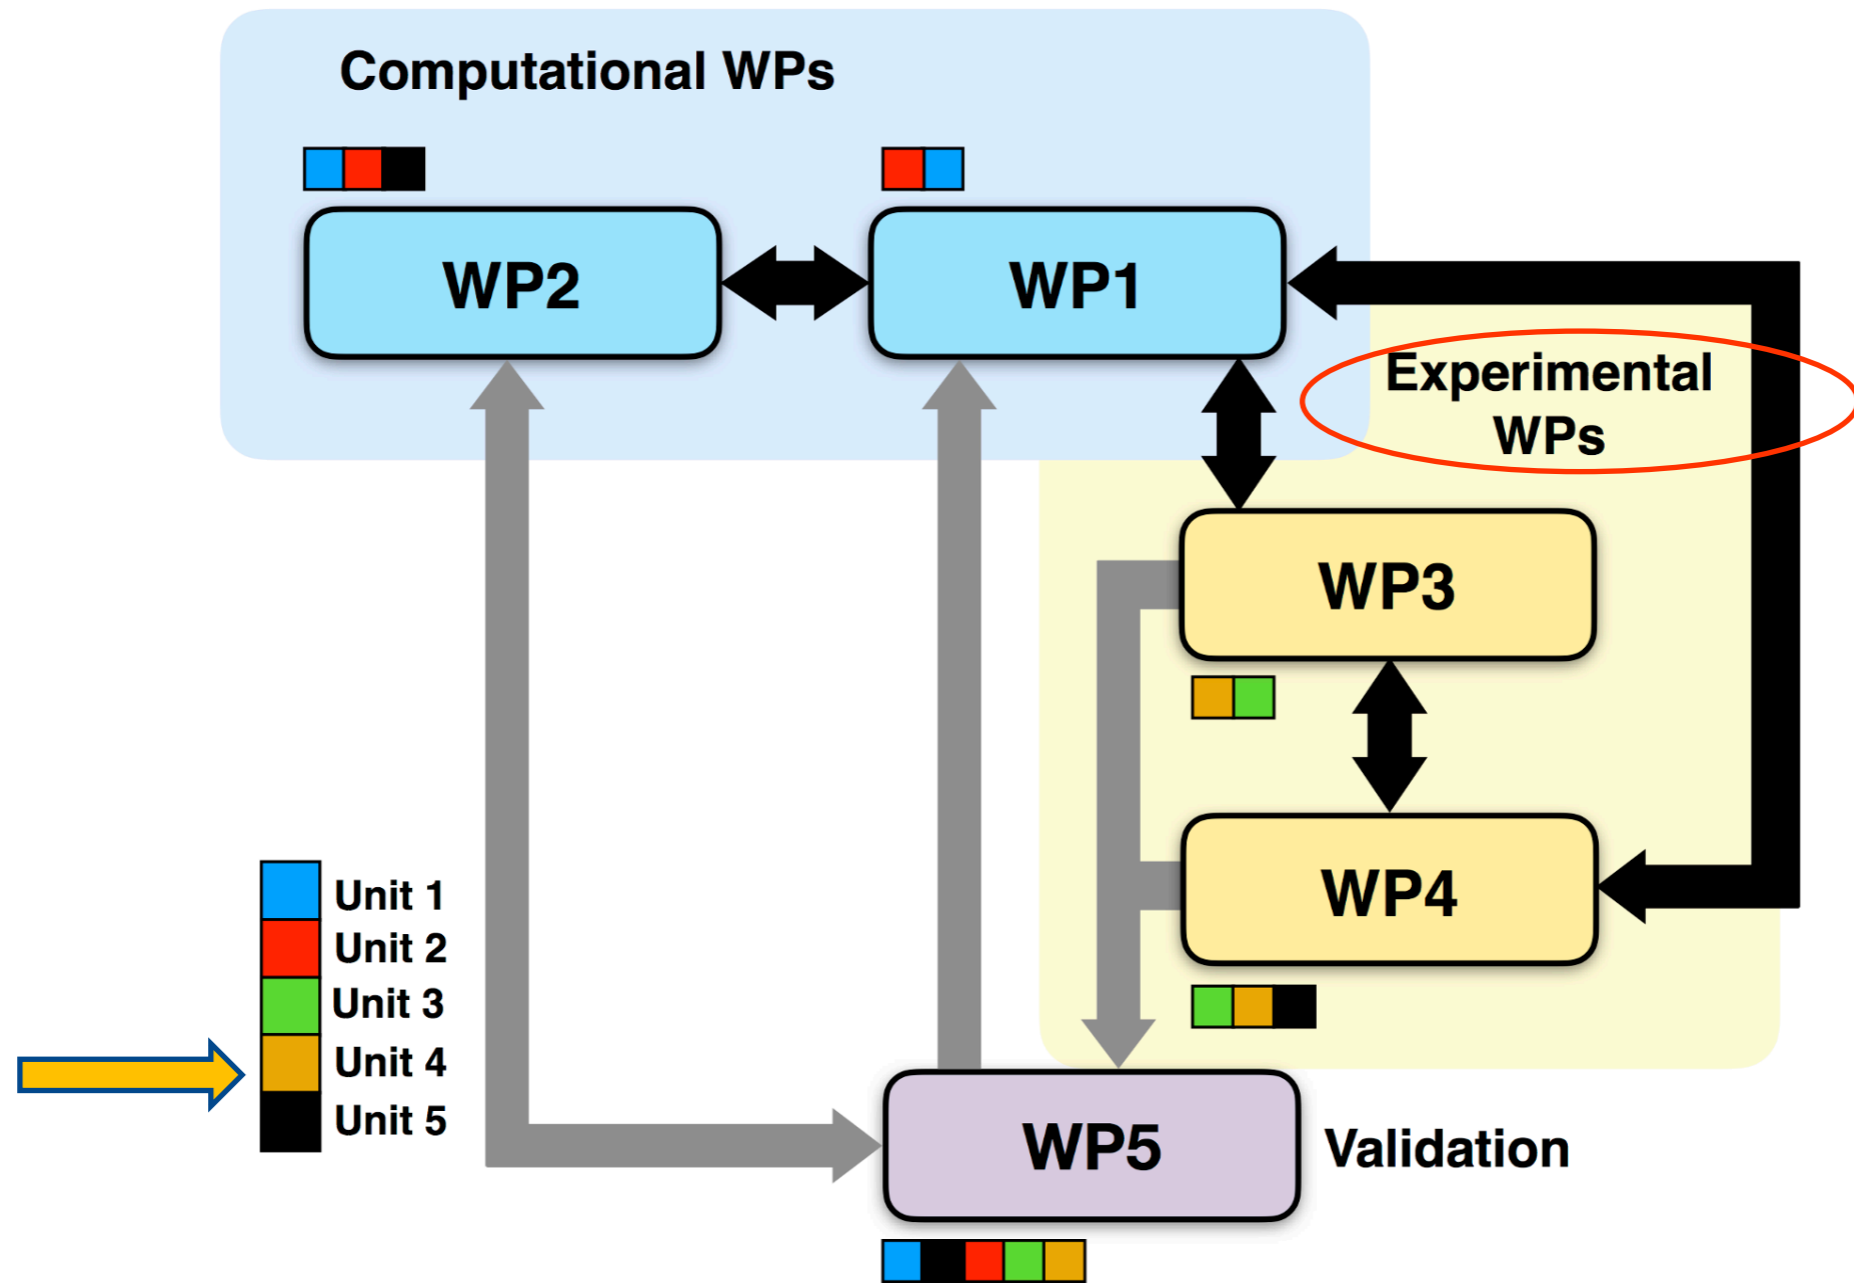 Computational WPs
WP2
WP1
Experimental
WPs
WP3
WP4
Unit 1
Unit 2
Unit 3
Unit 4
Unit 5
WP5
Validation